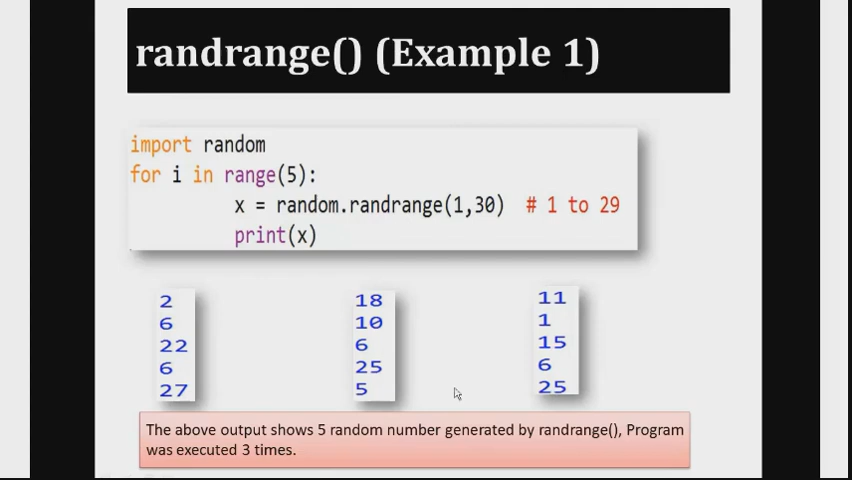 randrange() (Example 1)
import random
for i in range(5):
x = random.randrange(1,30) # 1 to 29
print(x)
2
6
22
6
27
18
10
6
25
5
11
1
15
6
25
The above output shows 5 random number generated by randrange(), Program
was executed 3 times.